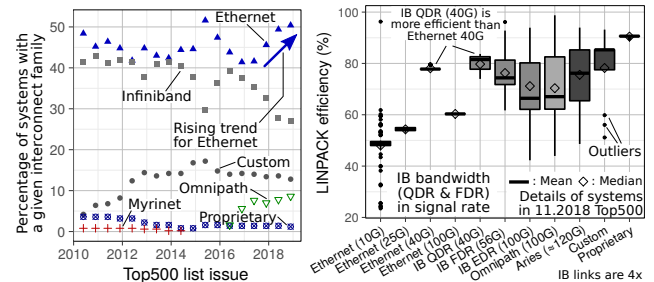 Percentage of systems with
a given interconnect family
50
40
30
20
10
0
2010
2012
2014
2016
2018
Top500 list issue
Ethernet
Infiniband
Rising trend
for Ethernet
Custom
Omnipath
Myrinet
Proprietary
LINPACK efficiency (%)
100
80
60
40
20
IB QDR (40G) is
more efficient than
Ethernet 40G
Outliers
IB bandwidth
(QDR & FDR)
in signal rate
: Mean
: Median
Details of systems
in 11.2018 Top500
Ethernet (10G)
Ethernet (25G)
Ethernet (40G)
Ethernet (100G)
IB QDR (40G)
IB FDR (56G)
IB EDR (100G)
Omnipath (100G)
Aries (≈120G)
Custom
Proprietary
IB links are 4x